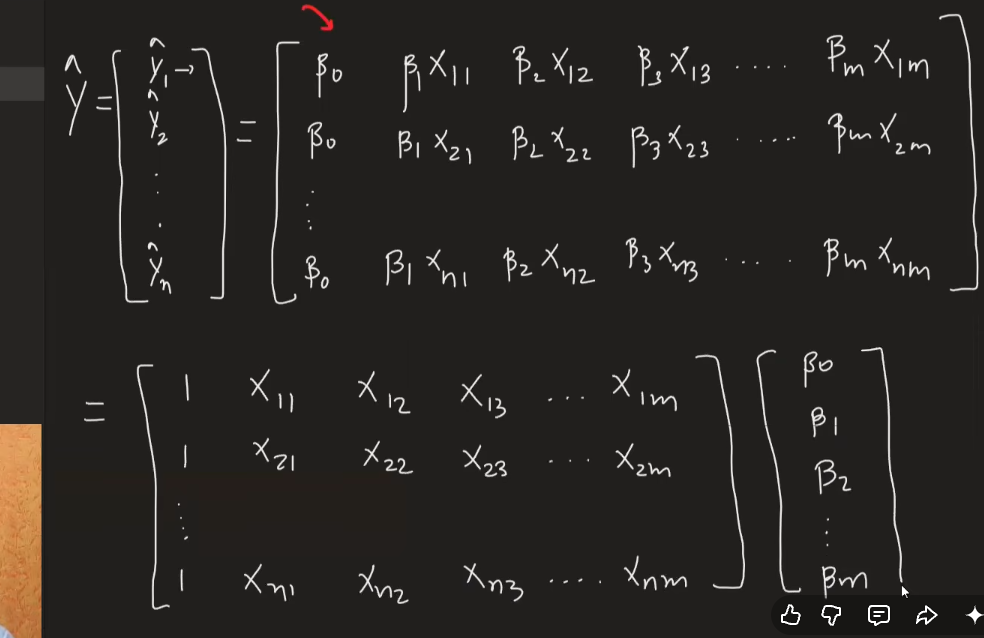 Ŷ = [ ŷ₁ → = [ β₀ β₁X₁₁ β₂X₁₂ β₃X₁₃ ..... βₘX₁ₘ ]
ŷ₂ β₀ β₁X₂₁ β₂X₂₂ β₃X₂₃ ..... βₘX₂ₘ
⋮ ⋮
ŷₙ ] β₀ β₁Xₙ₁ β₂Xₙ₂ β₃Xₙ₃ ..... βₘXₙₘ ]
= [ 1 X₁₁ X₁₂ X₁₃ ... X₁ₘ ] [ β₀ ]
1 X₂₁ X₂₂ X₂₃ ... X₂ₘ β₁
⋮ β₂
⋮
1 Xₙ₁ Xₙ₂ Xₙ₃ .... Xₙₘ ] βₘ ]